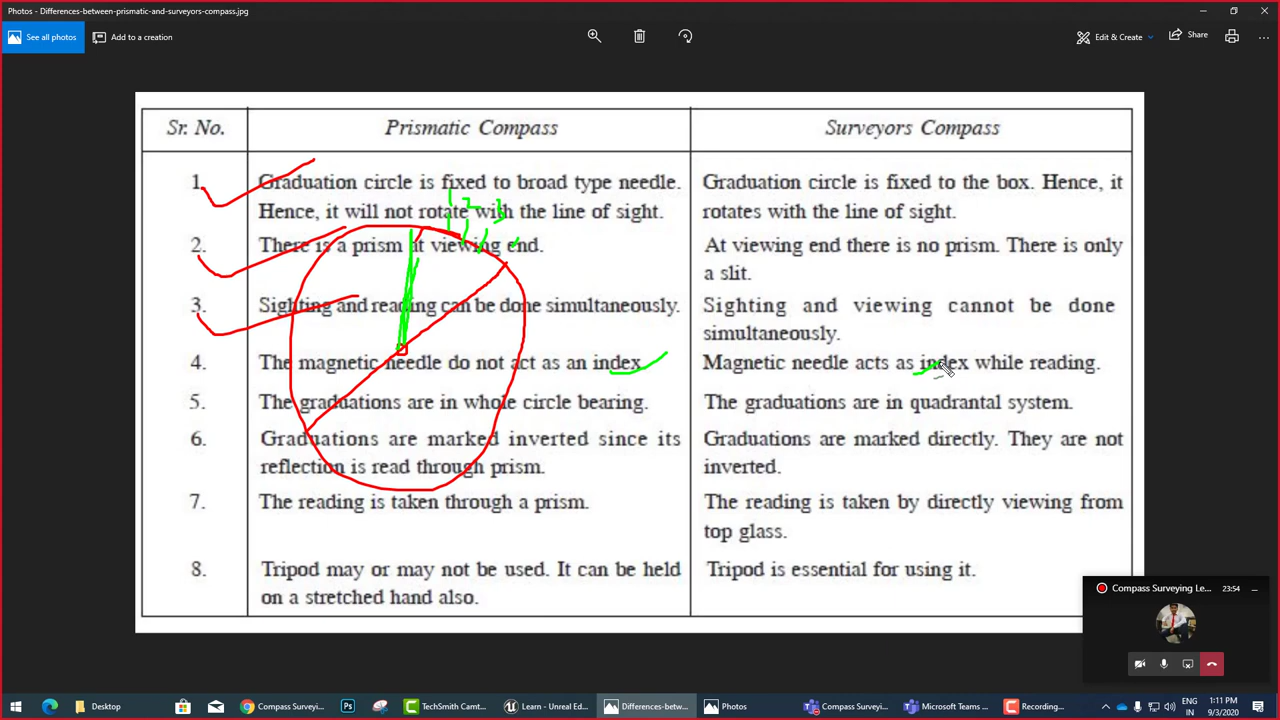 Photos - Differences-between-prismatic-and-surveyors-compass.jpg
See all photos
Add to a creation
Edit & Create
Share
Sr. No. Prismatic Compass Surveyors Compass
1. Graduation circle is fixed to broad type needle. Graduation circle is fixed to the box. Hence, it
Hence, it will not rotate with the line of sight. rotates with the line of sight.
1 2 3
2. There is a prism at viewing end. At viewing end there is no prism. There is only
a slit.
3. Sighting and reading can be done simultaneously. Sighting and viewing cannot be done
simultaneously.
4. The magnetic needle do not act as an index Magnetic needle acts as index while reading.
5. The graduations are in whole circle bearing. The graduations are in quadrantal system.
6. Graduations are marked inverted since its Graduations are marked directly. They are not
reflection is read through prism. inverted.
7. The reading is taken through a prism. The reading is taken by directly viewing from
top glass.
8. Tripod may or may not be used. It can be held Tripod is essential for using it.
on a stretched hand also.
Compass Surveying Le... 23:54
Desktop
Compass Surveyi...
Ps
TechSmith Camt...
Learn - Unreal Ed...
Differences-betw...
Photos
Compass Surveyi...
Microsoft Teams ...
Recording...
ENG
IN
1:11 PM
9/3/2020